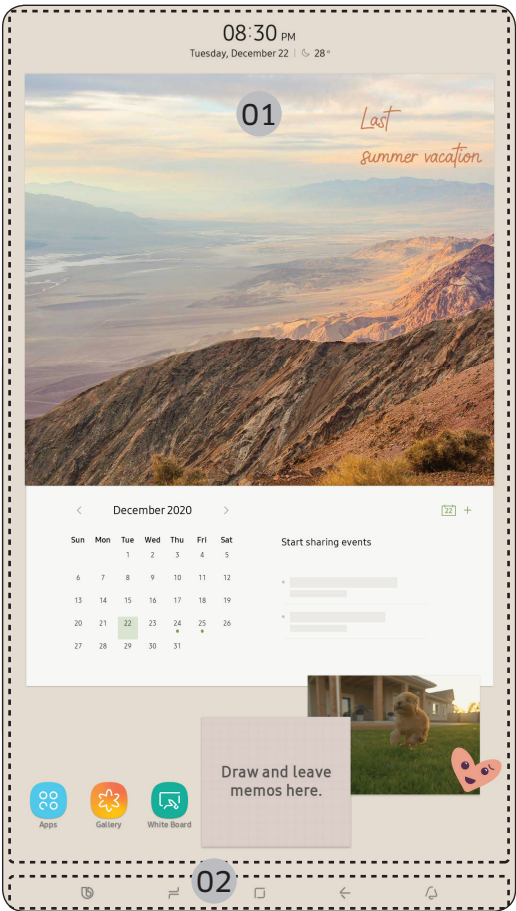 08:30 PM
Tuesday, December 22 | 28°
01
Last
summer vacation
December 2020
22 +
Sun Mon Tue Wed Thu Fri Sat
Start sharing events
1 2 3 4 5
6 7 8 9 10 11 12
13 14 15 16 17 18 19
20 21 22 23 24 25 26
27 28 29 30 31
Draw and leave
memos here.
Apps Gallery White Board
02